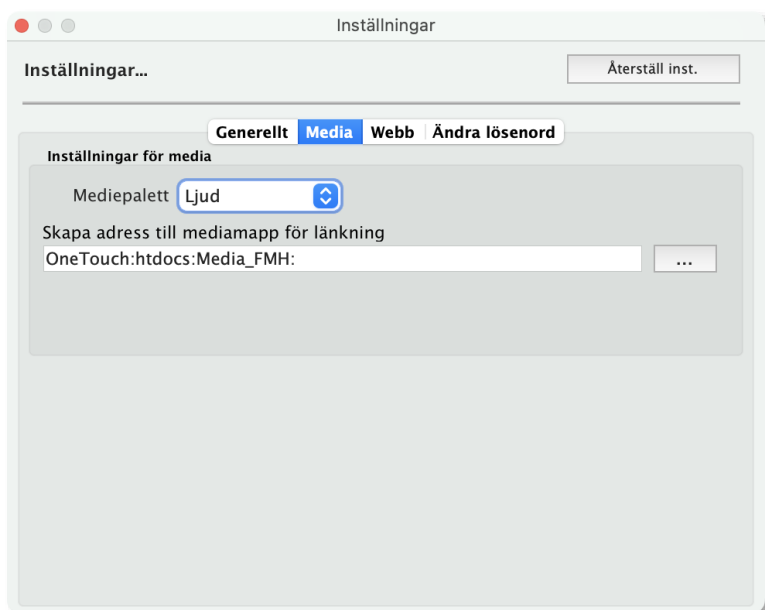 Inställningar
Inställningar...
Återställ inst.
Generellt Media Webb Ändra lösenord
Inställningar för media
Mediepalett Ljud
Skapa adress till mediamapp för länkning
OneTouch:htdocs:Media_FMH:
...